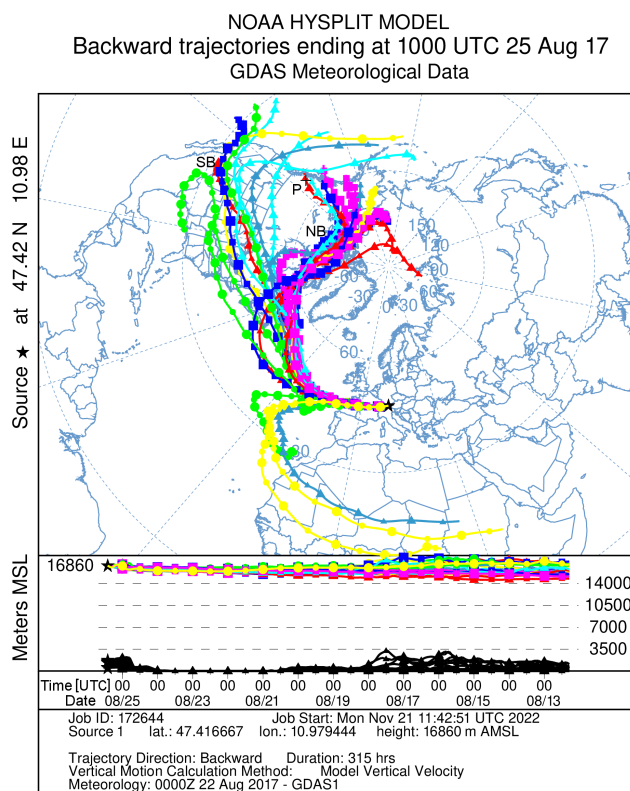 NOAA HYSPLIT MODEL
Backward trajectories ending at 1000 UTC 25 Aug 17
GDAS Meteorological Data
Source ★ at 47.42 N 10.98 E
SB
P
NB
150
120
90
60
30
0
-30
-60
60
30
Meters MSL
16860
14000
10500
7000
3500
Time [UTC] 00 00 00 00 00 00 00 00 00 00 00 00 00
Date 08/25 08/23 08/21 08/19 08/17 08/15 08/13
Job ID: 172644 Job Start: Mon Nov 21 11:42:51 UTC 2022
Source 1 lat.: 47.416667 lon.: 10.979444 height: 16860 m AMSL
Trajectory Direction: Backward Duration: 315 hrs
Vertical Motion Calculation Method: Model Vertical Velocity
Meteorology: 0000Z 22 Aug 2017 - GDAS1